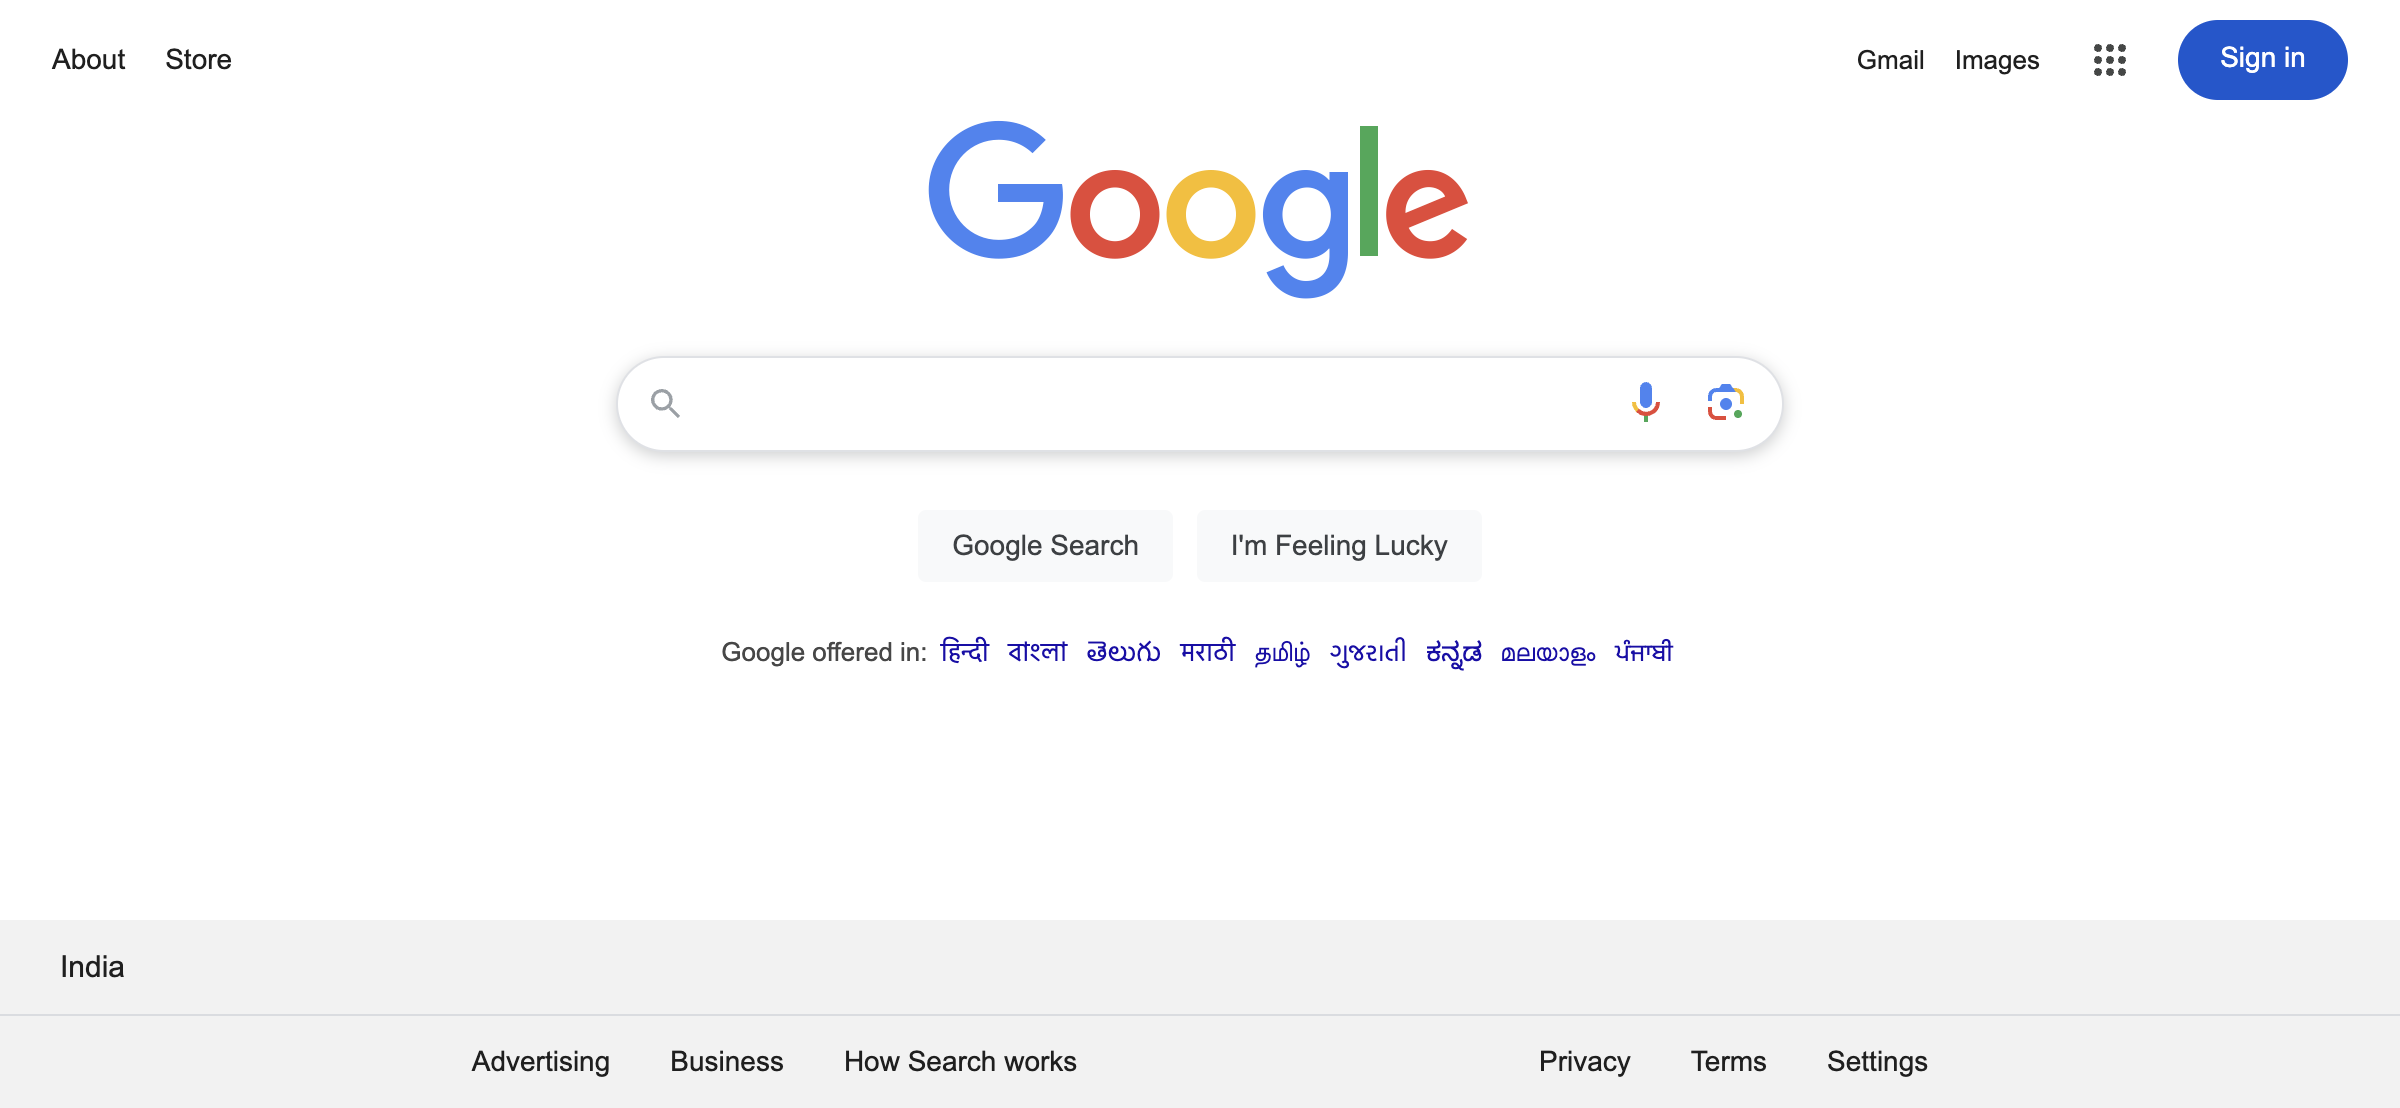 About Store Gmail Images Sign in
Google
Google Search I'm Feeling Lucky
Google offered in: हिन्दी বাংলা తెలుగు मराठी தமிழ் ગુજરાતી ಕನ್ನಡ മലയാളം ਪੰਜਾਬੀ
India
Advertising Business How Search works Privacy Terms Settings